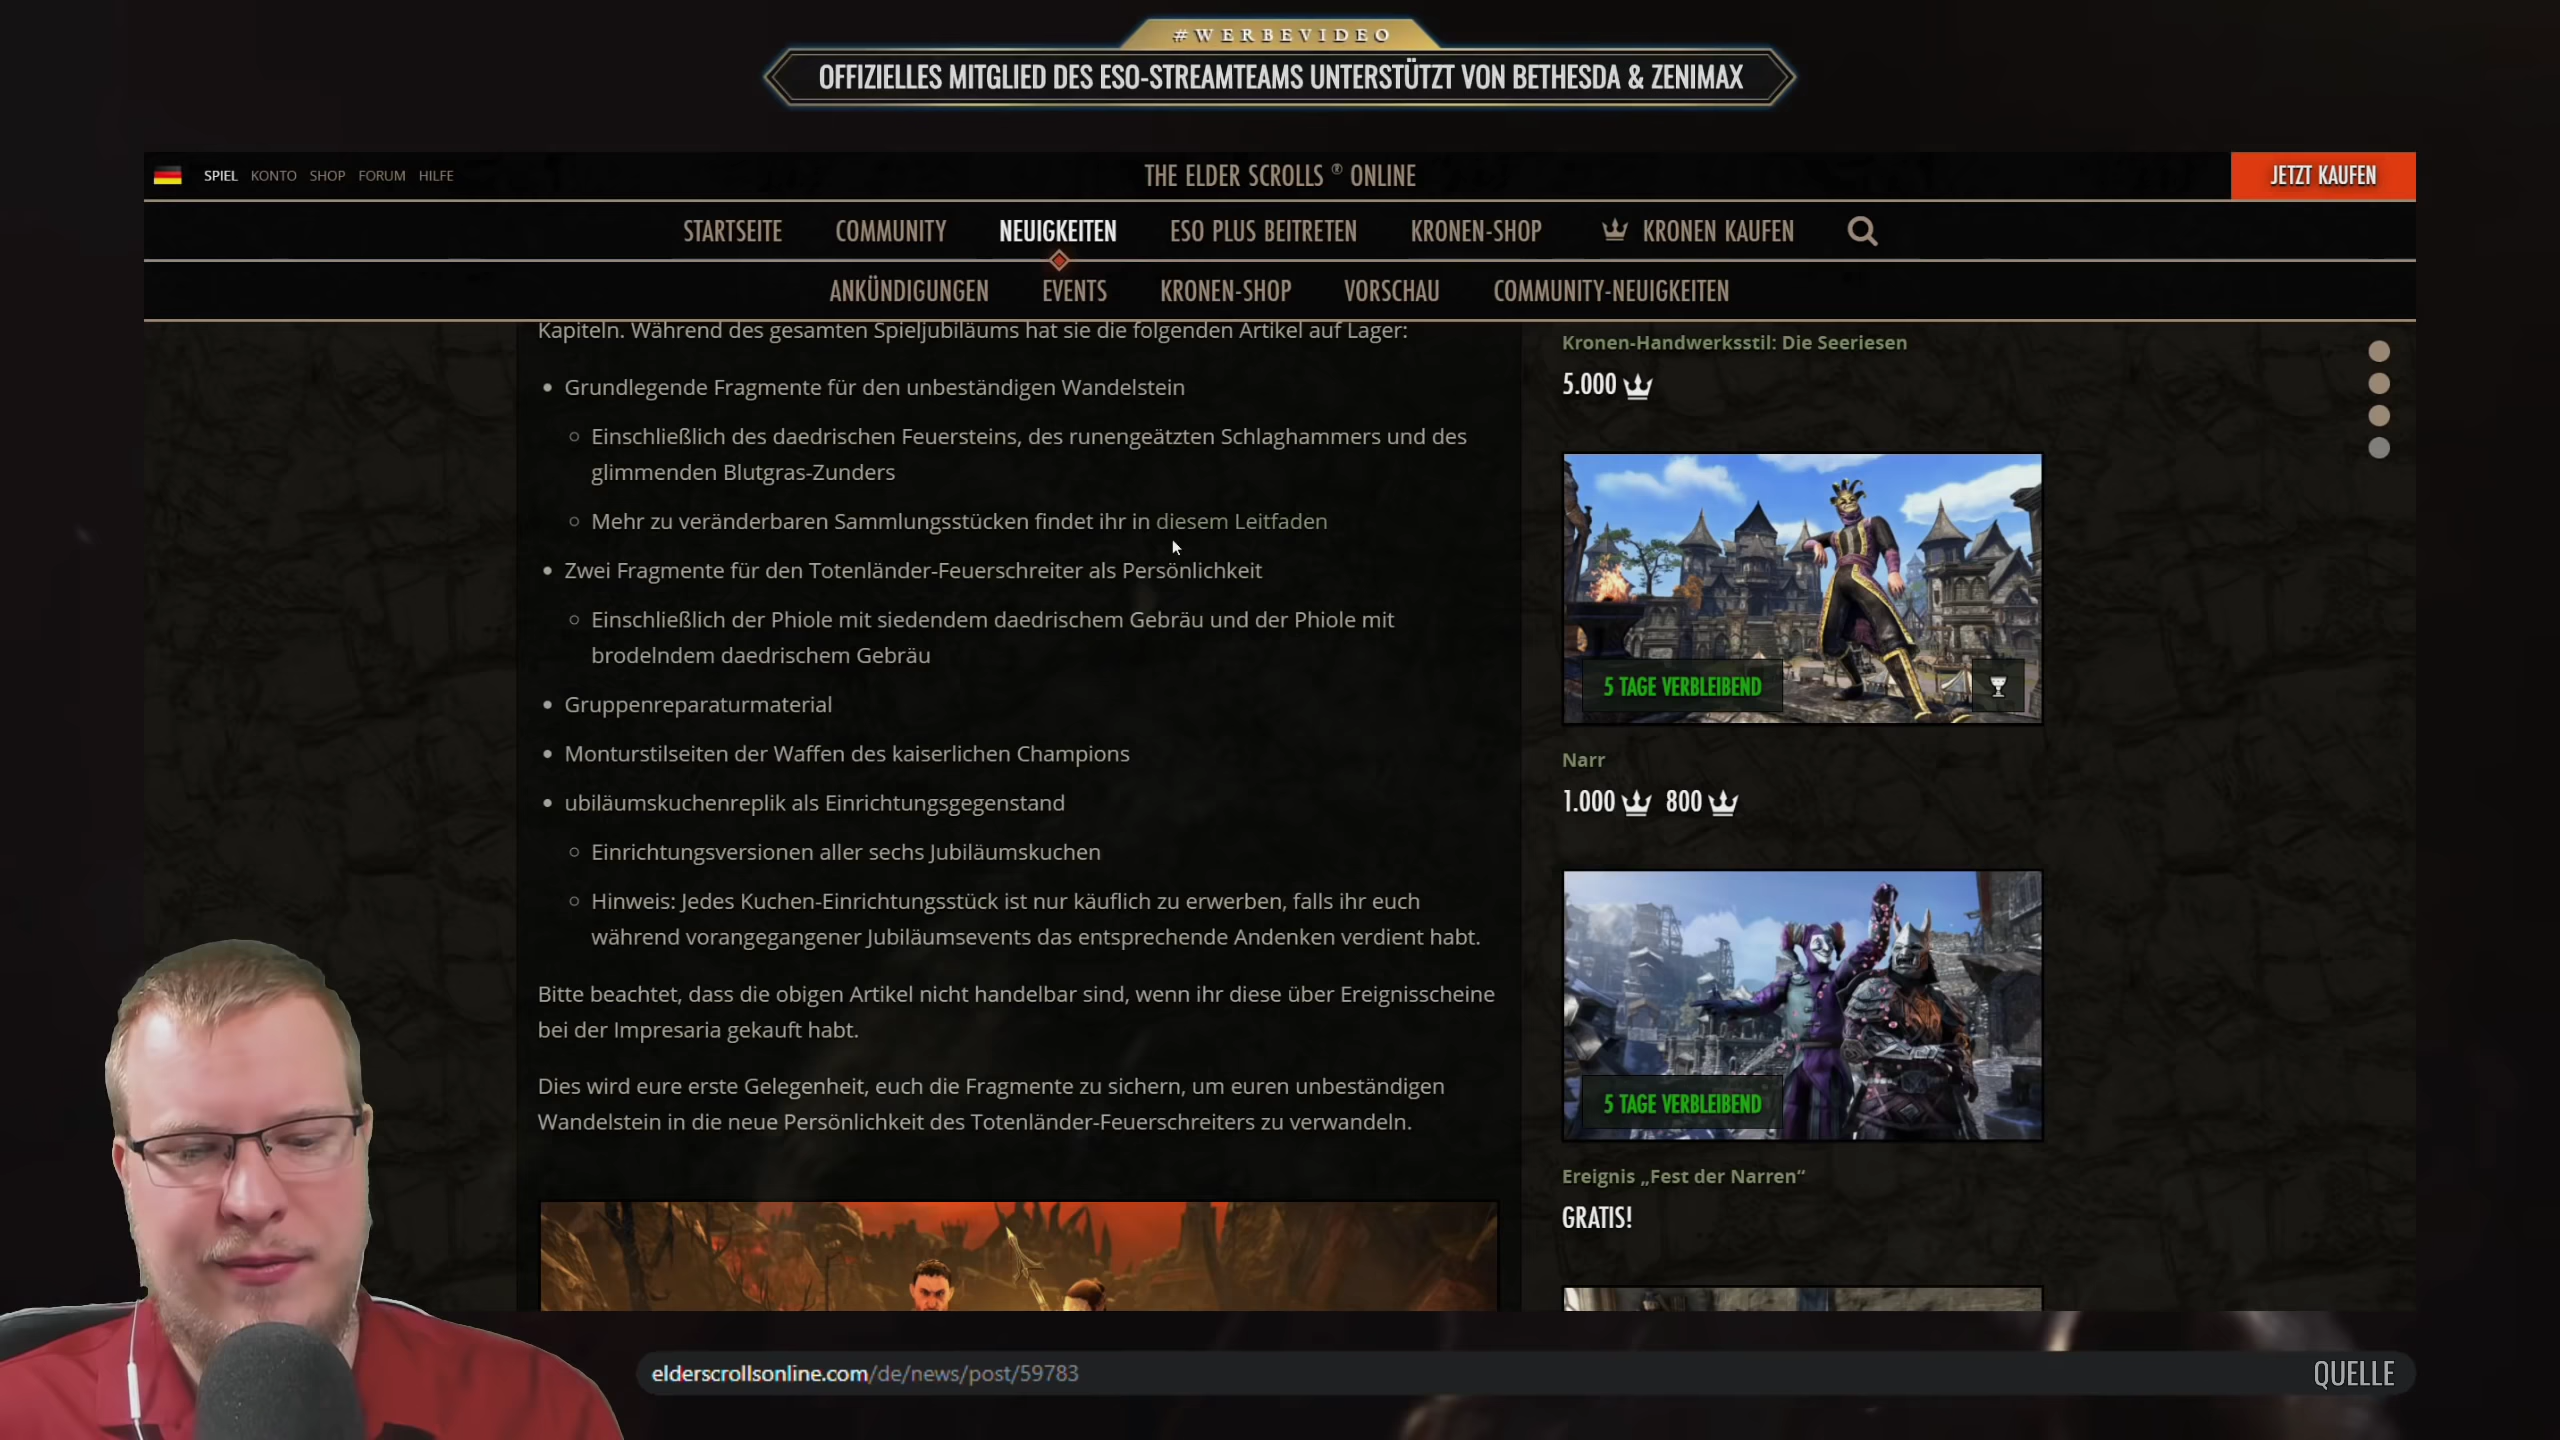 #WERBEVIDEO
OFFIZIELLES MITGLIED DES ESO-STREAMTEAMS UNTERSTÜTZT VON BETHESDA & ZENIMAX
SPIEL KONTO SHOP FORUM HILFE
THE ELDER SCROLLS ® ONLINE
JETZT KAUFEN
STARTSEITE COMMUNITY NEUIGKEITEN ESO PLUS BEITRETEN KRONEN-SHOP KRONEN KAUFEN
ANKÜNDIGUNGEN EVENTS KRONEN-SHOP VORSCHAU COMMUNITY-NEUIGKEITEN
Kapiteln. Während des gesamten Spieljubiläums hat sie die folgenden Artikel auf Lager:
• Grundlegende Fragmente für den unbeständigen Wandelstein
○ Einschließlich des daedrischen Feuersteins, des runengeätzten Schlaghammers und des
glimmenden Blutgras-Zunders
○ Mehr zu veränderbaren Sammlungsstücken findet ihr in diesem Leitfaden
• Zwei Fragmente für den Totenländer-Feuerschreiter als Persönlichkeit
○ Einschließlich der Phiole mit siedendem daedrischem Gebräu und der Phiole mit
brodelndem daedrischem Gebräu
• Gruppenreparaturmaterial
• Monturstilseiten der Waffen des kaiserlichen Champions
• ubiläumskuchenreplik als Einrichtungsgegenstand
○ Einrichtungsversionen aller sechs Jubiläumskuchen
○ Hinweis: Jedes Kuchen-Einrichtungsstück ist nur käuflich zu erwerben, falls ihr euch
während vorangegangener Jubiläumsevents das entsprechende Andenken verdient habt.
Bitte beachtet, dass die obigen Artikel nicht handelbar sind, wenn ihr diese über Ereignisscheine
bei der Impresaria gekauft habt.
Dies wird eure erste Gelegenheit, euch die Fragmente zu sichern, um euren unbeständigen
Wandelstein in die neue Persönlichkeit des Totenländer-Feuerschreiters zu verwandeln.
Kronen-Handwerksstil: Die Seeriesen
5.000
5 TAGE VERBLEIBEND
Narr
1.000 800
5 TAGE VERBLEIBEND
Ereignis „Fest der Narren“
GRATIS!
elderscrollsonline.com/de/news/post/59783
QUELLE